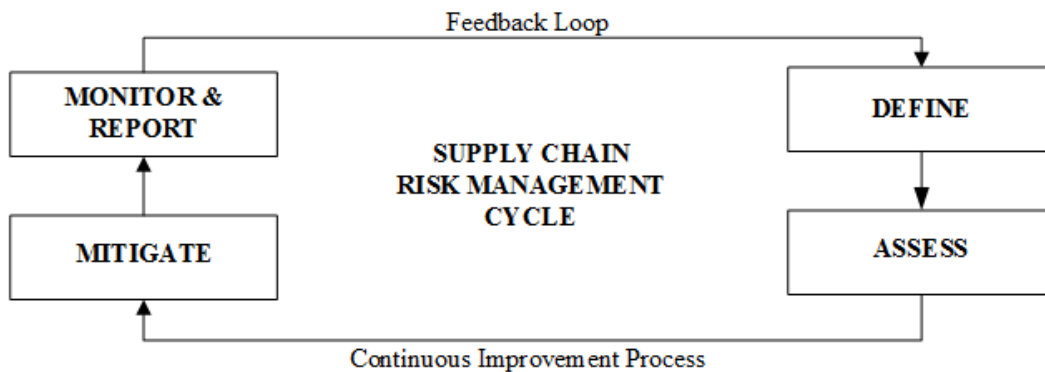 Feedback Loop
MONITOR &
REPORT
DEFINE
SUPPLY CHAIN
RISK MANAGEMENT
CYCLE
MITIGATE
ASSESS
Continuous Improvement Process